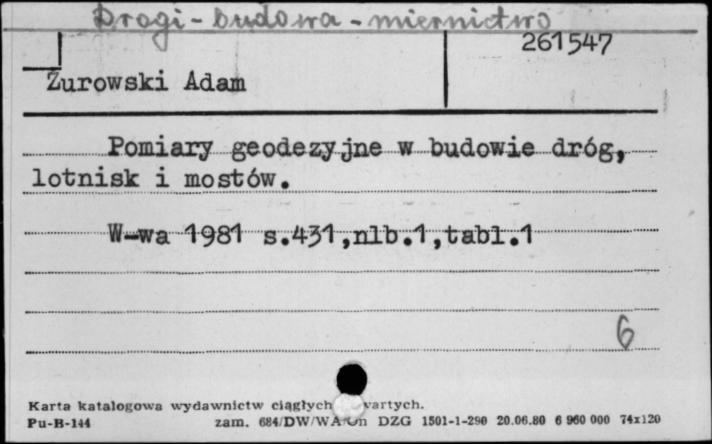 Drogi - budowa - miernictwo
261547
Żurowski Adam
Pomiary geodezyjne w budowie dróg,
lotnisk i mostów.
W-wa 1981 s.431,nlb.1,tabl.1
6
Karta katalogowa wydawnictw ciągłych wartych.
Pu-B-144 zam. 684/DW/WA/Un DZG 1501-1-290 20.06.80 6 960 000 74x120